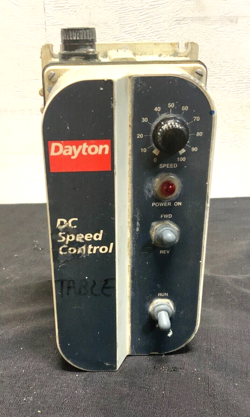 Dayton
DC
Speed
Control
TABLE
50
40 60
30 70
20 80
10 90
0 100
SPEED
POWER ON
FWD
REV
RUN